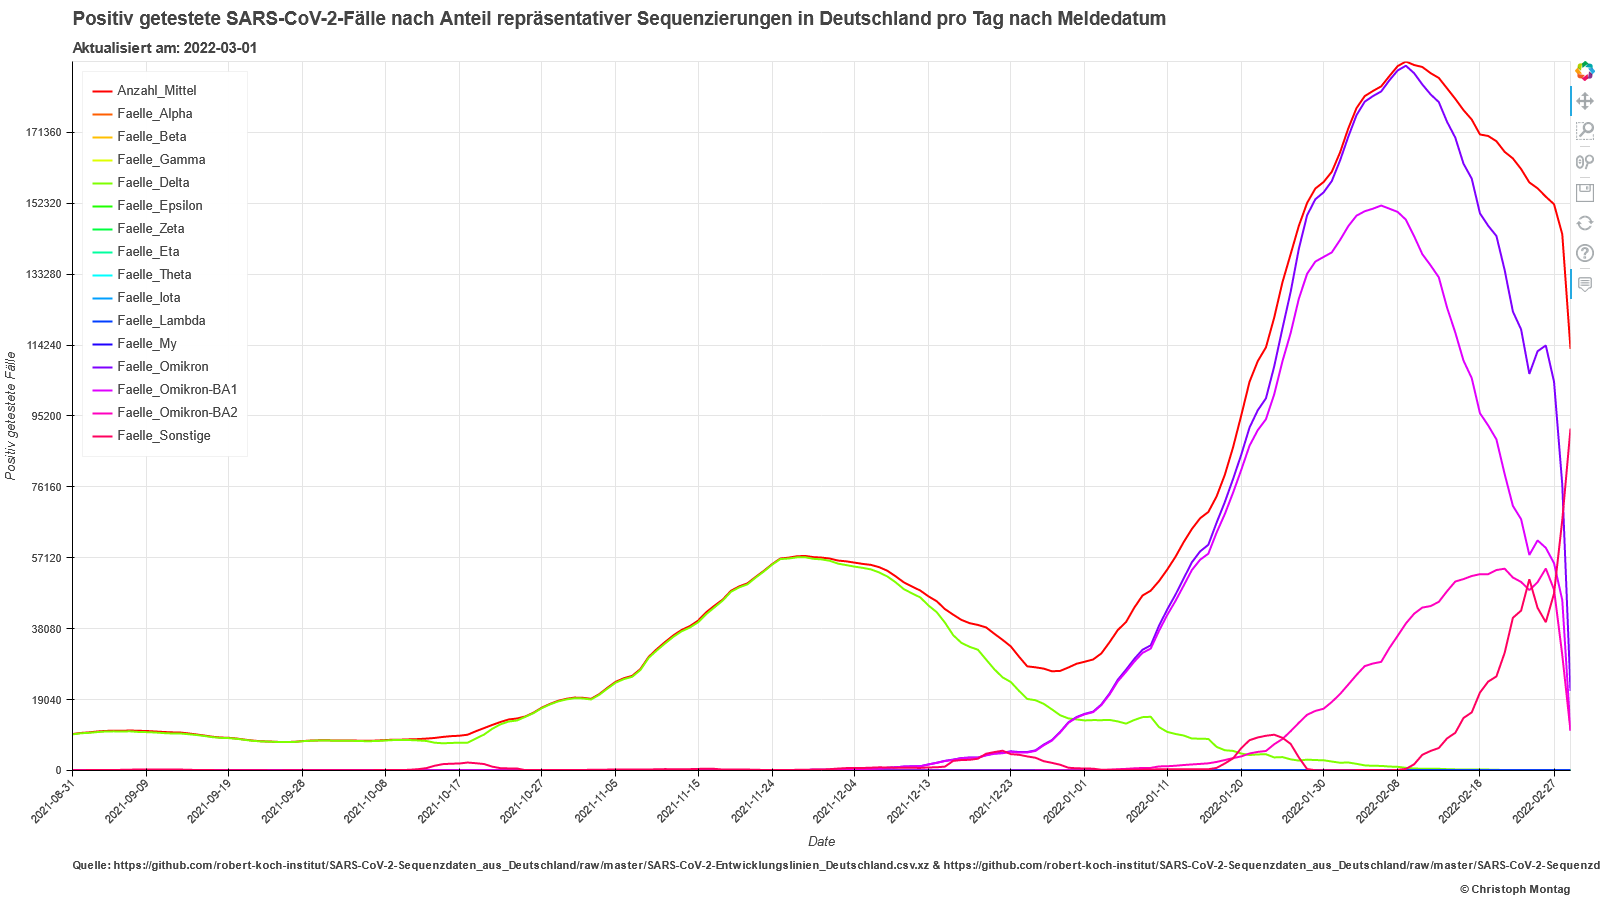 Positiv getestete SARS-CoV-2-Fälle nach Anteil repräsentativer Sequenzierungen in Deutschland pro Tag nach Meldedatum
Aktualisiert am: 2022-03-01
Anzahl_Mittel
Faelle_Alpha
Faelle_Beta
Faelle_Gamma
Faelle_Delta
Faelle_Epsilon
Faelle_Zeta
Faelle_Eta
Faelle_Theta
Faelle_Iota
Faelle_Lambda
Faelle_My
Faelle_Omikron
Faelle_Omikron-BA1
Faelle_Omikron-BA2
Faelle_Sonstige
Positiv getestete Fälle
171360
152320
133280
114240
95200
76160
57120
38080
19040
0
2021-08-31
2021-09-09
2021-09-19
2021-09-28
2021-10-08
2021-10-17
2021-10-27
2021-11-05
2021-11-15
2021-11-24
2021-12-04
2021-12-13
2021-12-23
2022-01-01
2022-01-11
2022-01-20
2022-01-30
2022-02-08
2022-02-18
2022-02-27
Date
Quelle: https://github.com/robert-koch-institut/SARS-CoV-2-Sequenzdaten_aus_Deutschland/raw/master/SARS-CoV-2-Entwicklungslinien_Deutschland.csv.xz & https://github.com/robert-koch-institut/SARS-CoV-2-Sequenzdaten_aus_Deutschland/raw/master/SARS-CoV-2-Sequenzd
© Christoph Montag